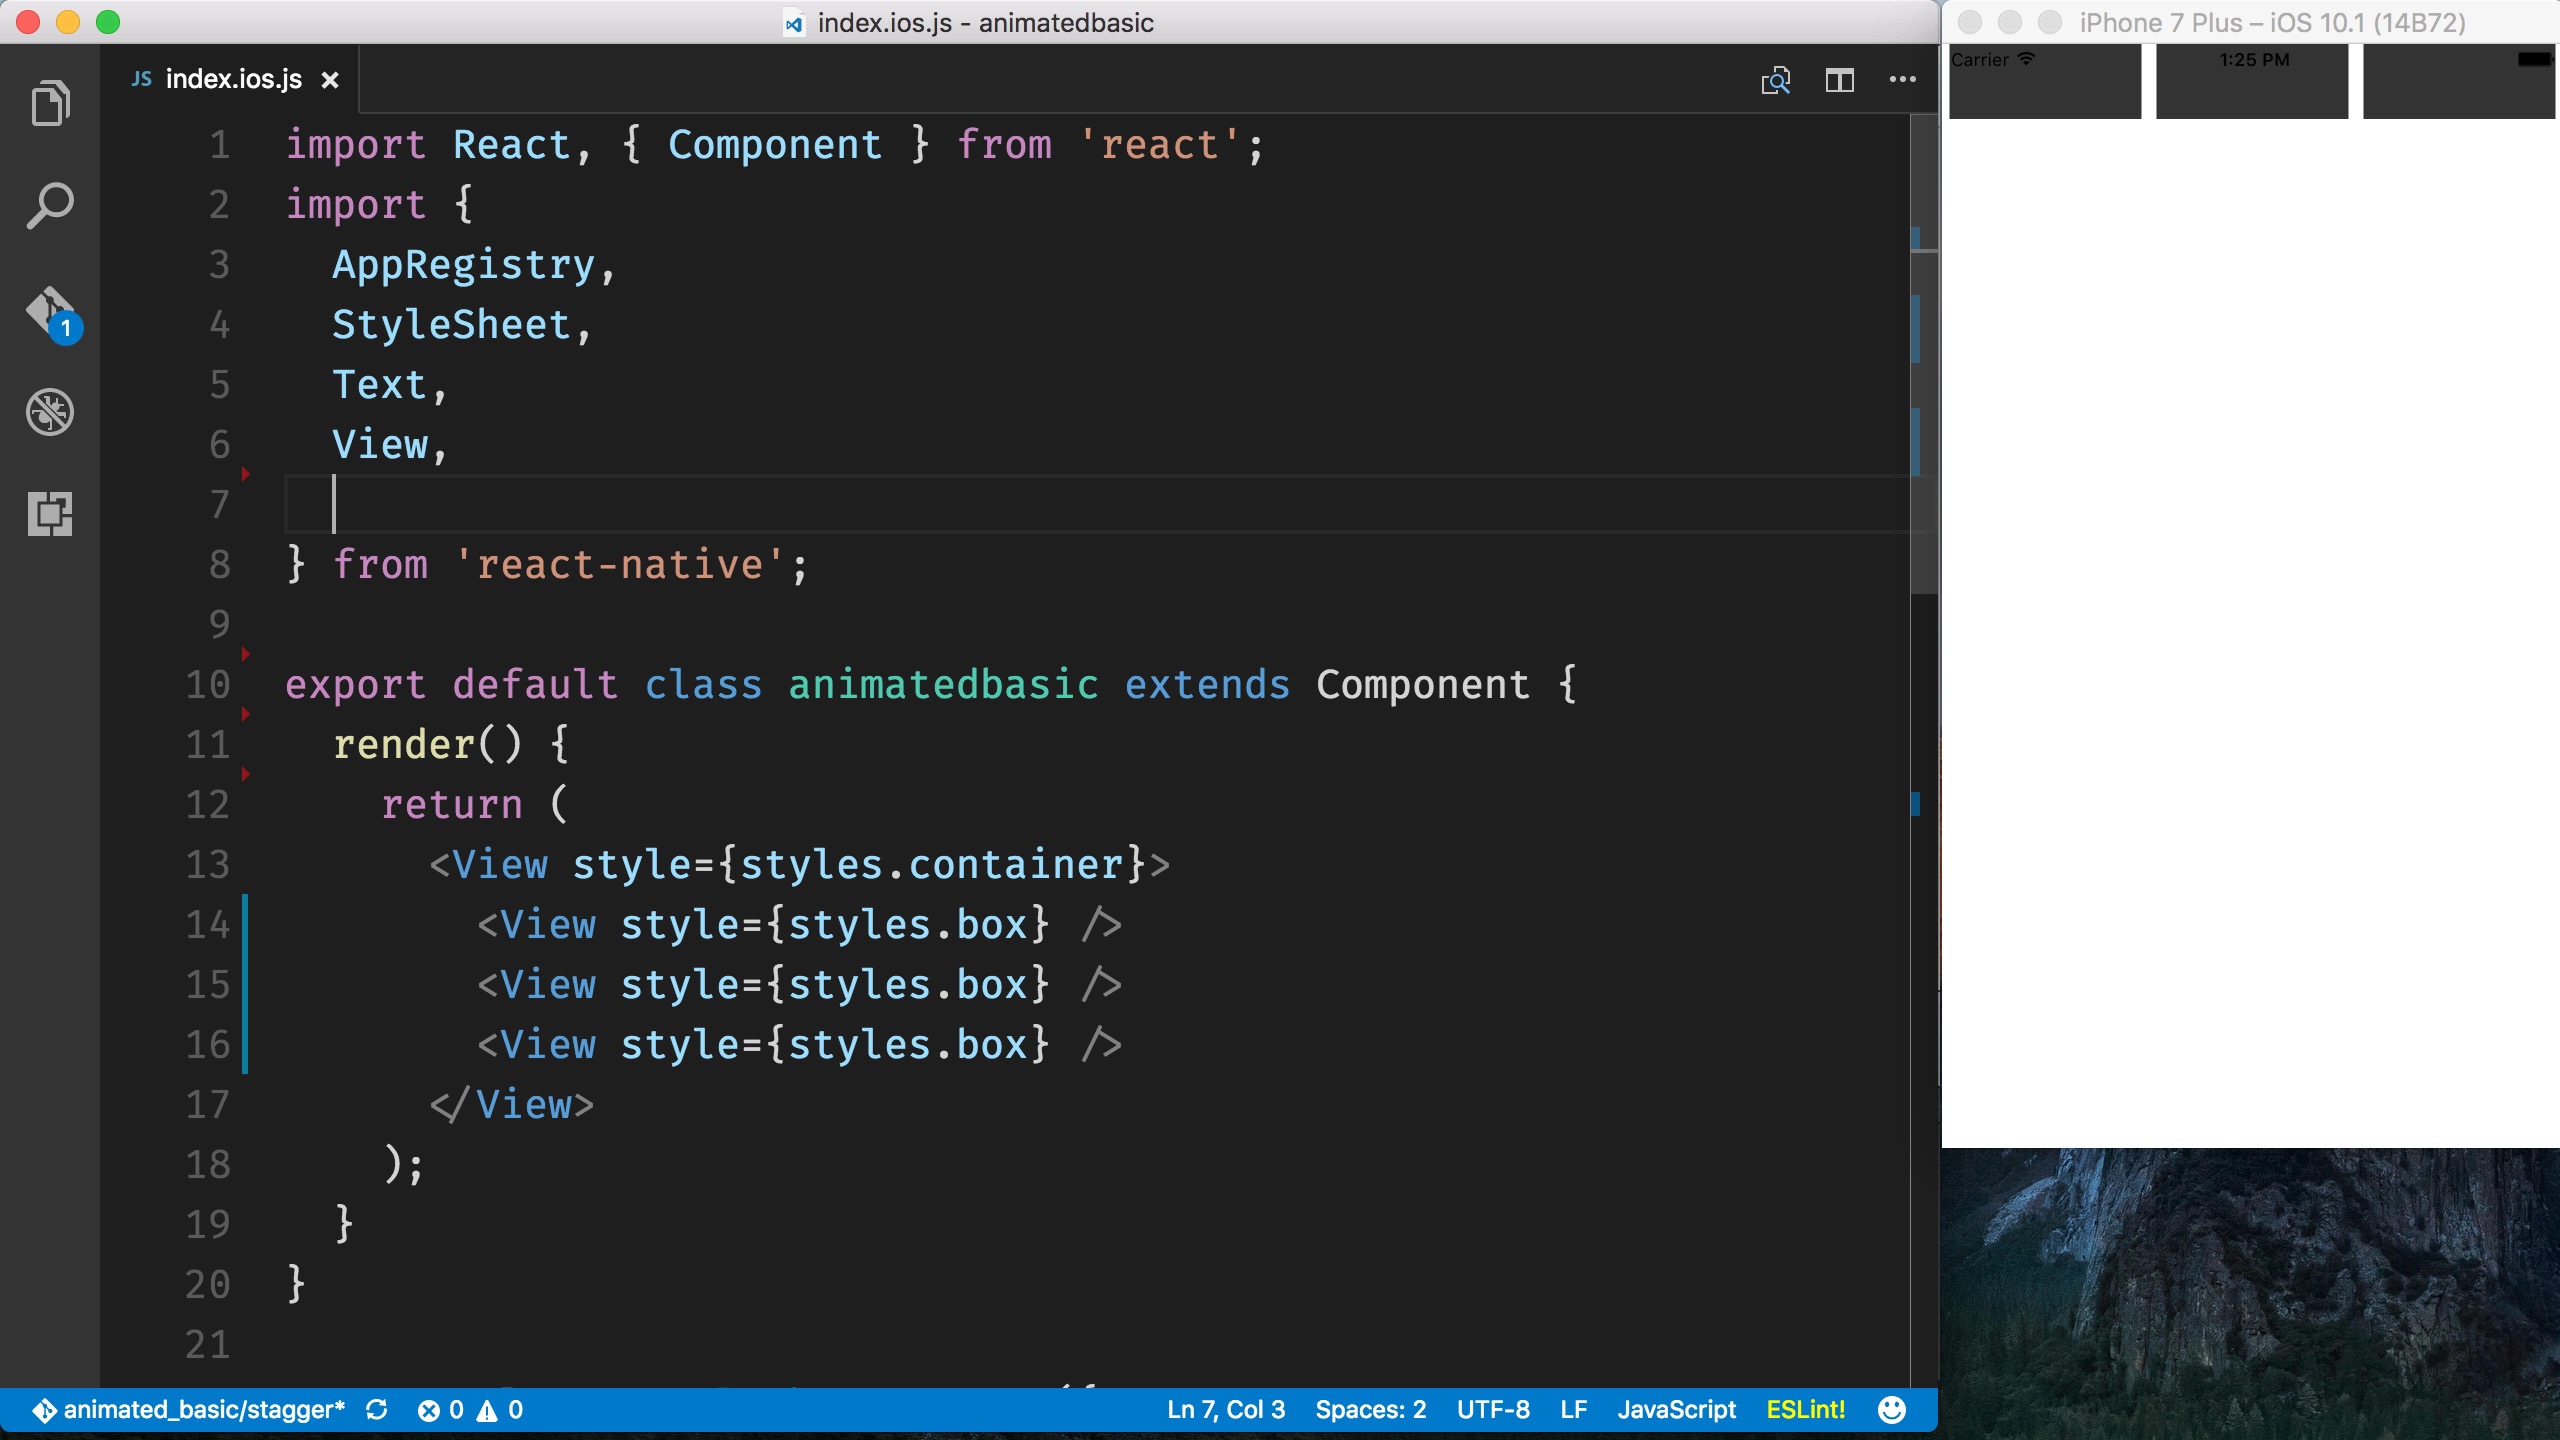 index.ios.js - animatedbasic
iPhone 7 Plus – iOS 10.1 (14B72)
JS index.ios.js ×
Carrier 1:25 PM
1 import React, { Component } from 'react';
2 import {
3 AppRegistry,
4 StyleSheet,
5 Text,
6 View,
7
8 } from 'react-native';
9
10 export default class animatedbasic extends Component {
11 render() {
12 return (
13 <View style={styles.container}>
14 <View style={styles.box} />
15 <View style={styles.box} />
16 <View style={styles.box} />
17 </View>
18 );
19 }
20 }
21
1
animated_basic/stagger* 0 0 Ln 7, Col 3 Spaces: 2 UTF-8 LF JavaScript ESLint!